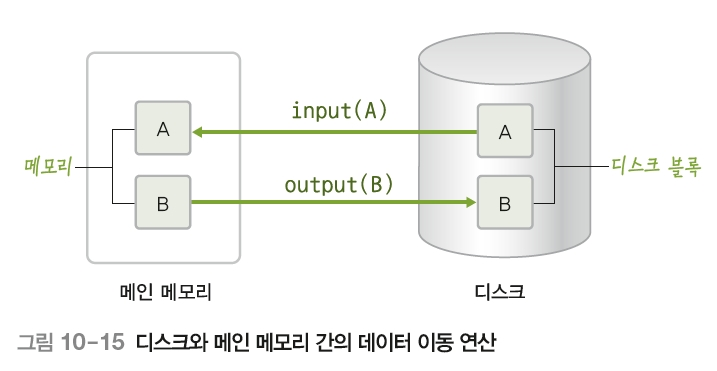 A
input(A)
A
메모리
디스크 블록
B
output(B)
B
메인 메모리
디스크
그림 10-15 디스크와 메인 메모리 간의 데이터 이동 연산